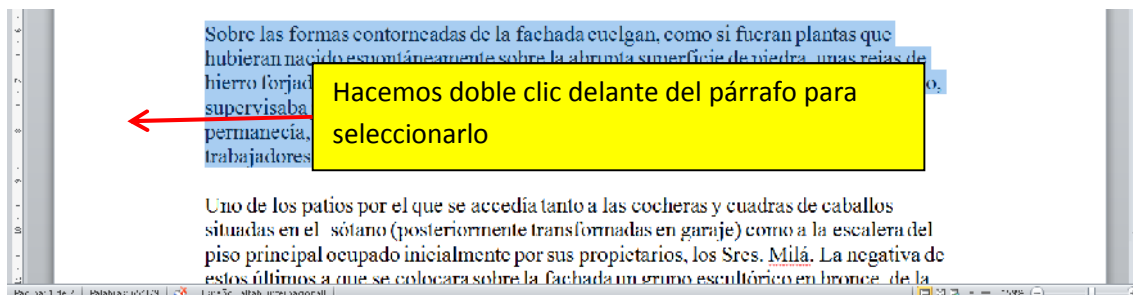 Sobre las formas contorneadas de la fachada cuelgan, como si fueran plantas que
hubieran nacido espontáneamente sobre la abrupta superficie de piedra, unas rejas de
hierro forjad
supervisaba
permanecía,
trabajadores
Hacemos doble clic delante del párrafo para
seleccionarlo
Uno de los patios por el que se accedía tanto a las cocheras y cuadras de caballos
situadas en el sótano (posteriormente transformadas en garaje) como a la escalera del
piso principal ocupado inicialmente por sus propietarios, los Sres. Milá. La negativa de
estos últimos a que se colocara sobre la fachada un grupo escultórico en bronce, de la